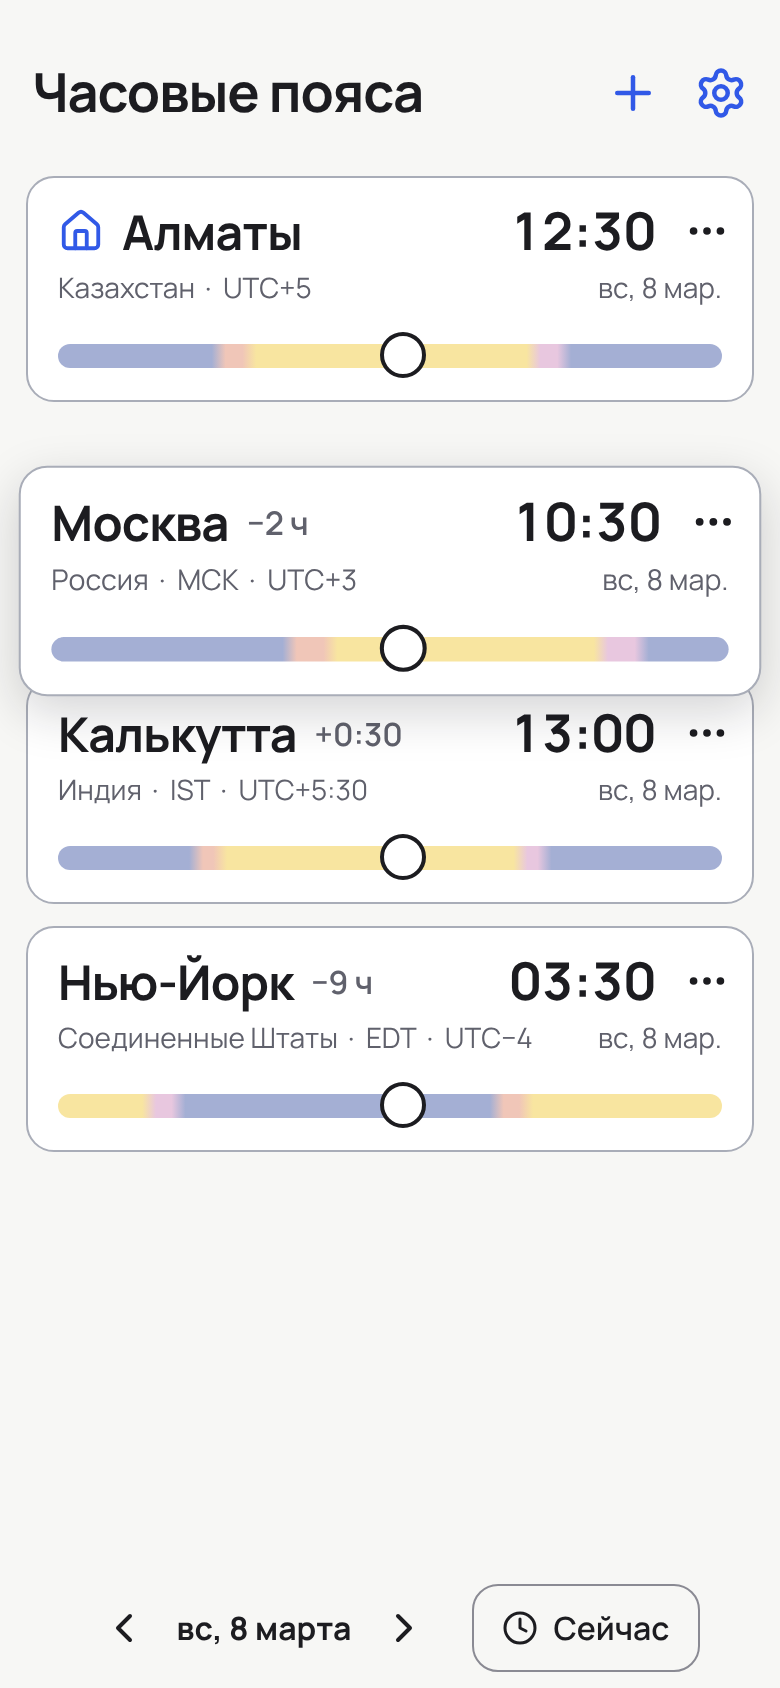 Часовые пояса
Алматы 12:30
Казахстан · UTC+5 вс, 8 мар.
Москва −2 ч 10:30
Россия · МСК · UTC+3 вс, 8 мар.
Калькутта +0:30 13:00
Индия · IST · UTC+5:30 вс, 8 мар.
Нью-Йорк −9 ч 03:30
Соединенные Штаты · EDT · UTC−4 вс, 8 мар.
вс, 8 марта Сейчас